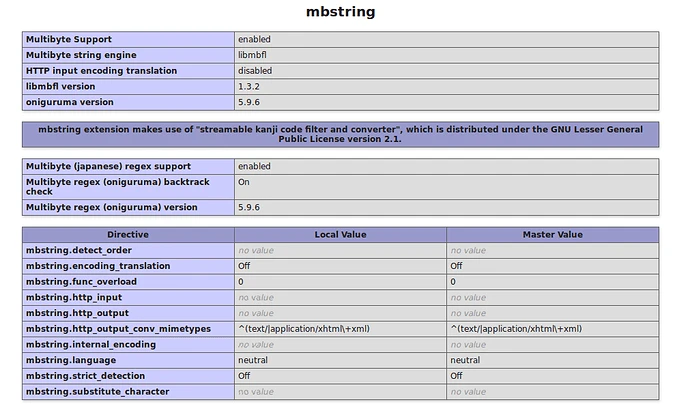 mbstring
Multibyte Support enabled
Multibyte string engine libmbfl
HTTP input encoding translation disabled
libmbfl version 1.3.2
oniguruma version 5.9.6
mbstring extension makes use of "streamable kanji code filter and converter", which is distributed under the GNU Lesser General
Public License version 2.1.
Multibyte (japanese) regex support enabled
Multibyte regex (oniguruma) backtrack On
check
Multibyte regex (oniguruma) version 5.9.6
Directive Local Value Master Value
mbstring.detect_order no value no value
mbstring.encoding_translation Off Off
mbstring.func_overload 0 0
mbstring.http_input no value no value
mbstring.http_output no value no value
mbstring.http_output_conv_mimetypes ^(text/|application/xhtml\+xml) ^(text/|application/xhtml\+xml)
mbstring.internal_encoding no value no value
mbstring.language neutral neutral
mbstring.strict_detection Off Off
mbstring.substitute_character no value no value